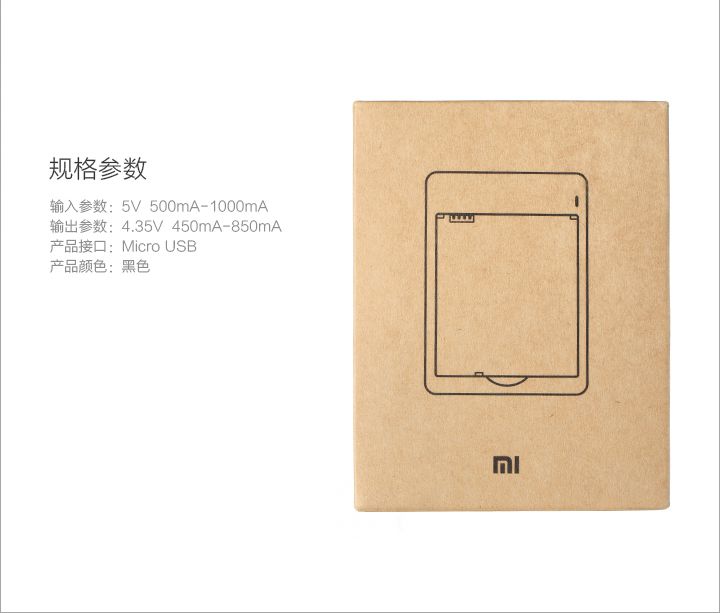 规格参数
输入参数：5V 500mA-1000mA
输出参数：4.35V 450mA-850mA
产品接口：Micro USB
产品颜色：黑色
mi